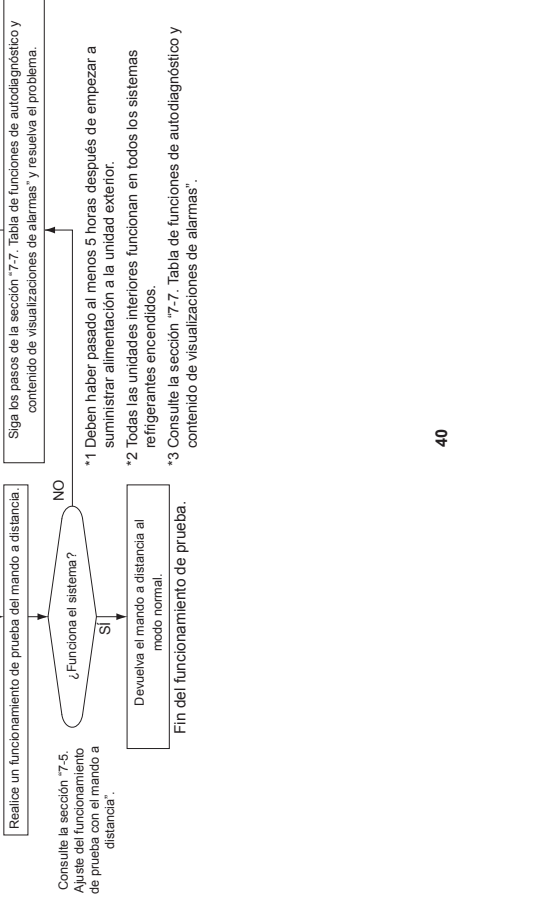 Realice un funcionamiento de prueba del mando a distancia.
Consulte la sección "7-5.
Ajuste del funcionamiento
de prueba con el mando a
distancia".
¿Funciona el sistema?
NO
SÍ
Devuelva el mando a distancia al
modo normal.
Fin del funcionamiento de prueba.
Siga los pasos de la sección "7-7. Tabla de funciones de autodiagnóstico y
contenido de visualizaciones de alarmas" y resuelva el problema.
*1 Deben haber pasado al menos 5 horas después de empezar a
suministrar alimentación a la unidad exterior.
*2 Todas las unidades interiores funcionan en todos los sistemas
refrigerantes encendidos.
*3 Consulte la sección "7-7. Tabla de funciones de autodiagnóstico y
contenido de visualizaciones de alarmas".
40